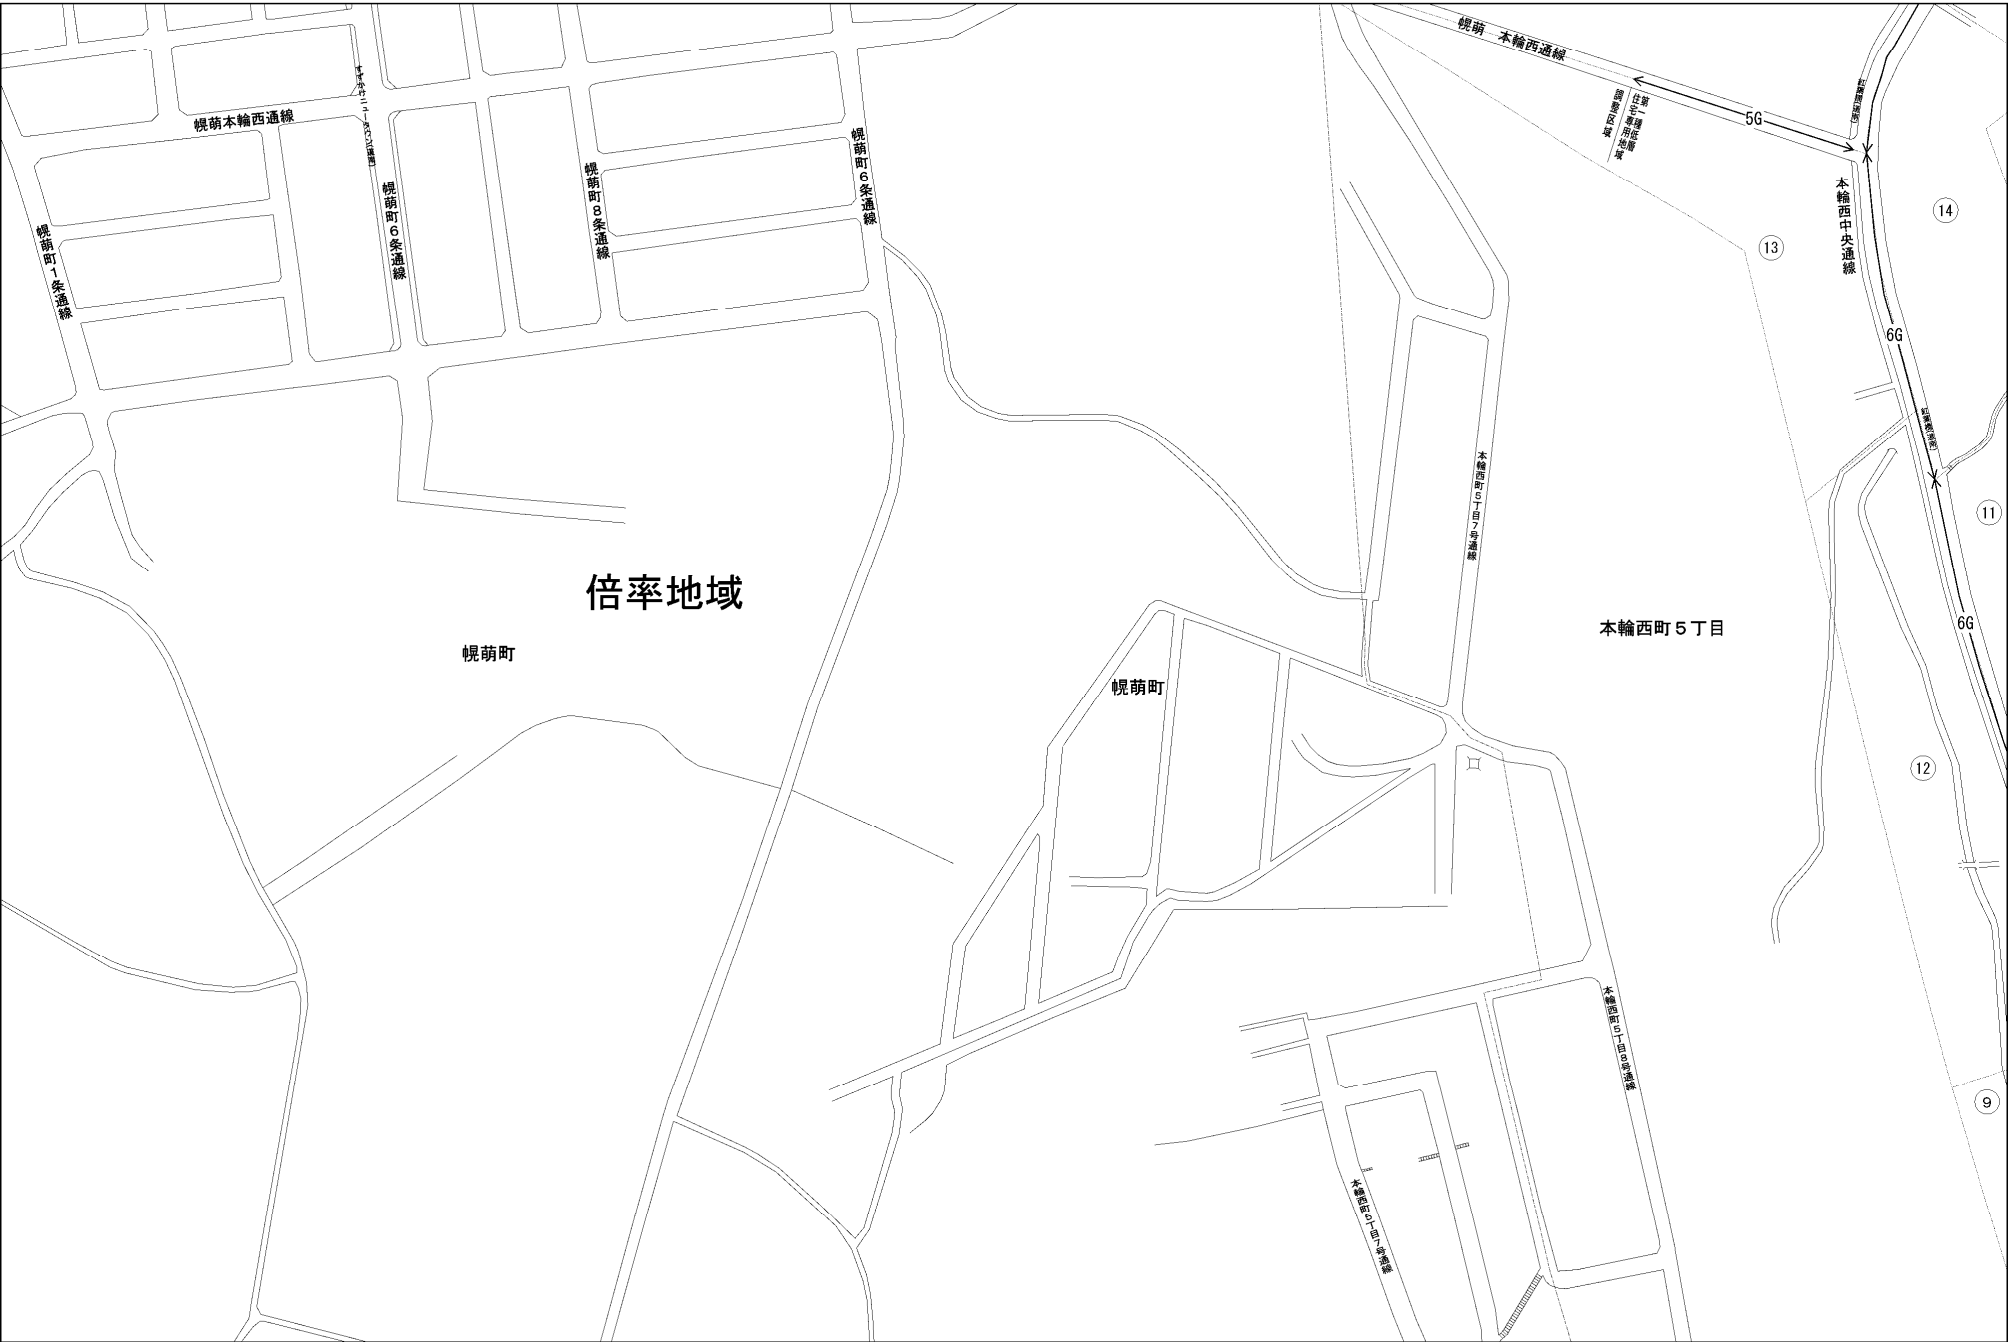 幌萌　本輪西通線
第一種低層
住宅専用地域
調整区域
5G
幌萌本輪西通線
幌萌町1条通線
幌萌町6条通線
幌萌町8条通線
幌萌町6条通線
本輪西中央通線
14
13
6G
本輪西町5丁目7号通線
11
倍率地域
本輪西町5丁目
6G
幌萌町
幌萌町
12
本輪西町5丁目8号通線
9
本輪西町5丁目7号通線